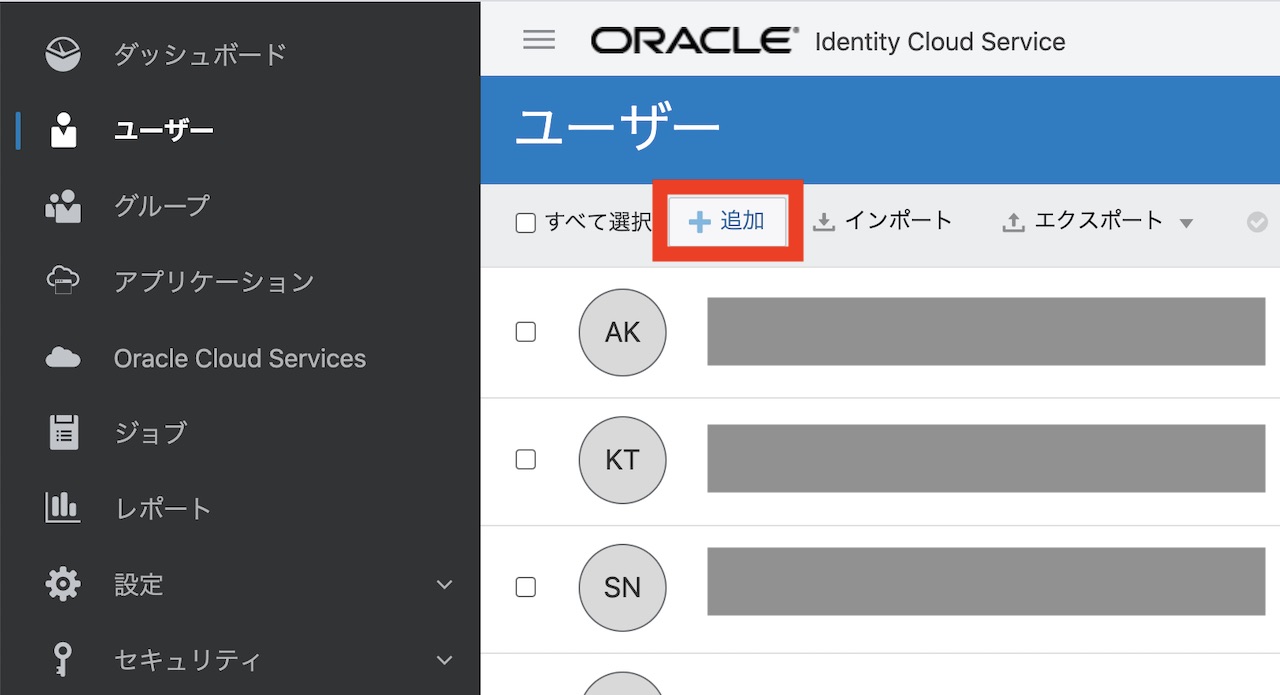 ダッシュボード
ユーザー
グループ
アプリケーション
Oracle Cloud Services
ジョブ
レポート
設定
セキュリティ
ORACLE® Identity Cloud Service
ユーザー
すべて選択 追加 インポート エクスポート
AK
KT
SN